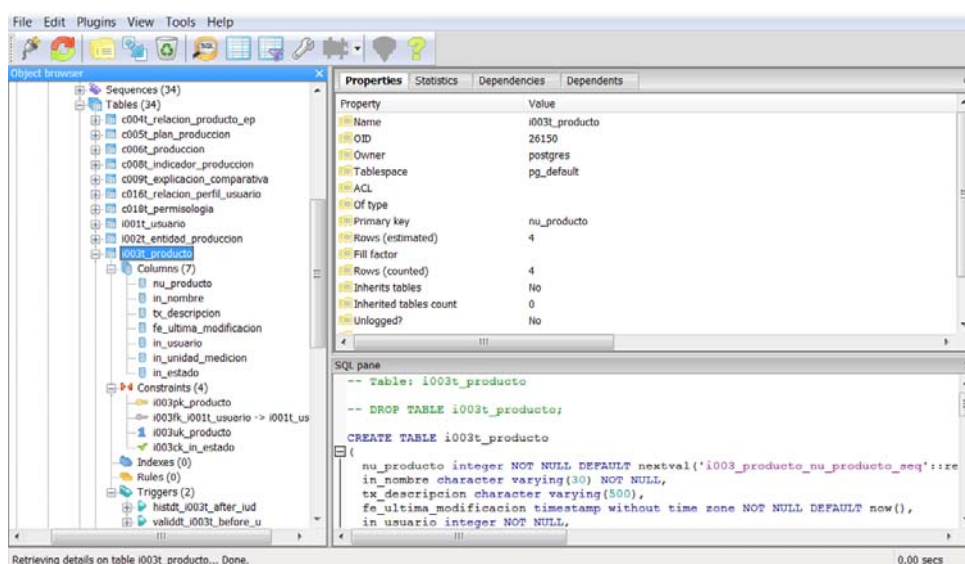 File Edit Plugins View Tools Help
SQL
Object browser
Sequences (34)
Tables (34)
c004t_relacion_producto_ep
c005t_plan_produccion
c006t_produccion
c008t_indicador_produccion
c009t_explicacion_comparativa
c016t_relacion_perfil_usuario
c018t_permisologia
i001t_usuario
i002t_entidad_produccion
i003t_producto
Columns (7)
nu_producto
in_nombre
tx_descripcion
fe_ultima_modificacion
in_usuario
in_unidad_medicion
in_estado
Constraints (4)
i003pk_producto
i003fk_i001t_usuario -> i001t_us
i003uk_producto
i003ck_in_estado
Indexes (0)
Rules (0)
Triggers (2)
histdt_i003t_after_iud
validdt_i003t_before_u
Properties Statistics Dependencies Dependents
Property Value
Name i003t_producto
OID 26150
Owner postgres
Tablespace pg_default
ACL
Of type
Primary key nu_producto
Rows (estimated) 4
Fill factor
Rows (counted) 4
Inherits tables No
Inherited tables count 0
Unlogged? No
SQL pane
-- Table: i003t_producto
-- DROP TABLE i003t_producto;
CREATE TABLE i003t_producto
(
nu_producto integer NOT NULL DEFAULT nextval('i003_producto_nu_producto_seq'::re
in_nombre character varying(30) NOT NULL,
tx_descripcion character varying(500),
fe_ultima_modificacion timestamp without time zone NOT NULL DEFAULT now(),
in_usuario integer NOT NULL,
Retrieving details on table i003t_producto... Done. 0.00 secs